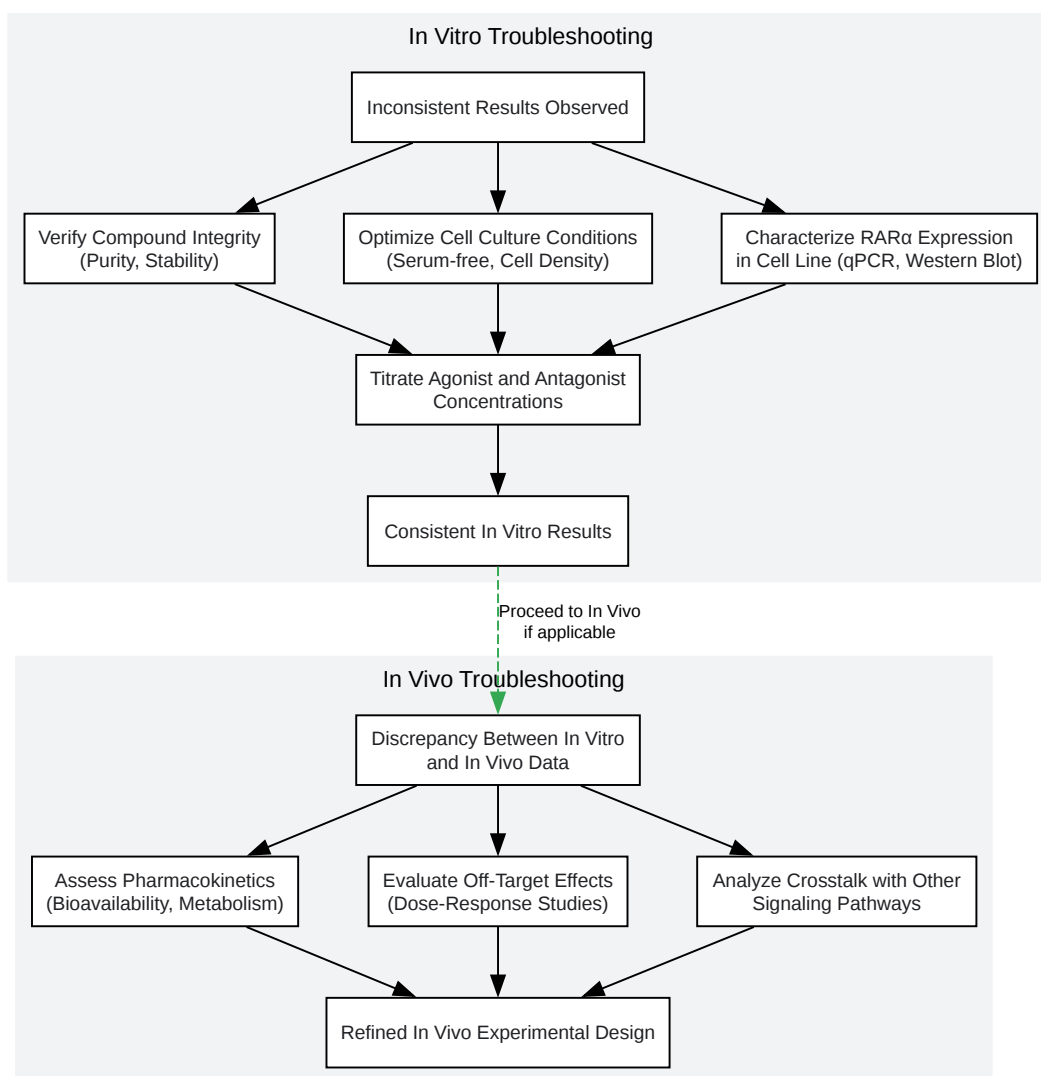 In Vitro Troubleshooting
Inconsistent Results Observed
Verify Compound Integrity
(Purity, Stability)
Optimize Cell Culture Conditions
(Serum-free, Cell Density)
Characterize RARα Expression
in Cell Line (qPCR, Western Blot)
Titrate Agonist and Antagonist
Concentrations
Consistent In Vitro Results
Proceed to In Vivo
if applicable
In Vivo Troubleshooting
Discrepancy Between In Vitro
and In Vivo Data
Assess Pharmacokinetics
(Bioavailability, Metabolism)
Evaluate Off-Target Effects
(Dose-Response Studies)
Analyze Crosstalk with Other
Signaling Pathways
Refined In Vivo Experimental Design